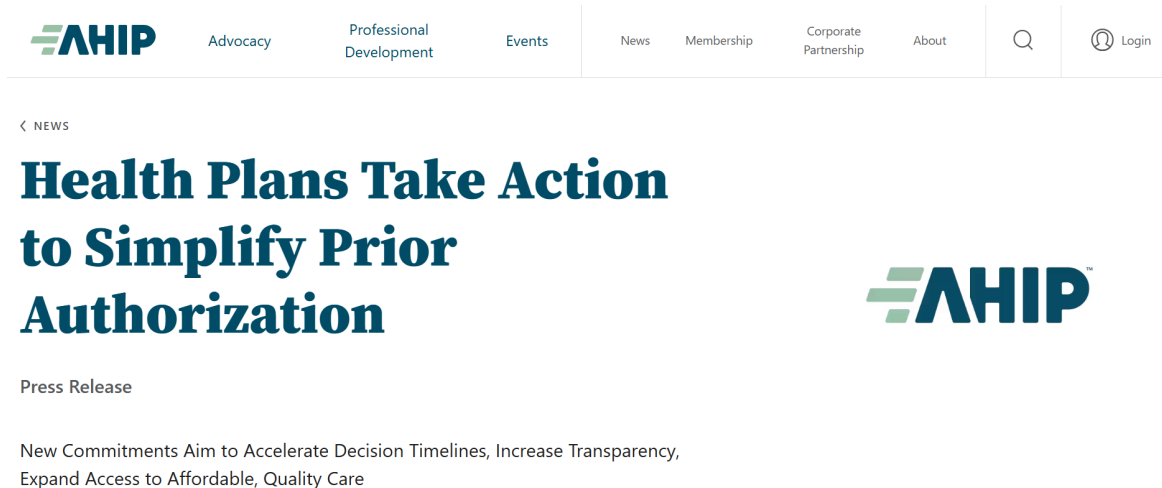 AHIP
Advocacy
Professional
Development
Events
News
Membership
Corporate
Partnership
About
Login
NEWS
Health Plans Take Action
to Simplify Prior
Authorization
AHIP™
Press Release
New Commitments Aim to Accelerate Decision Timelines, Increase Transparency,
Expand Access to Affordable, Quality Care